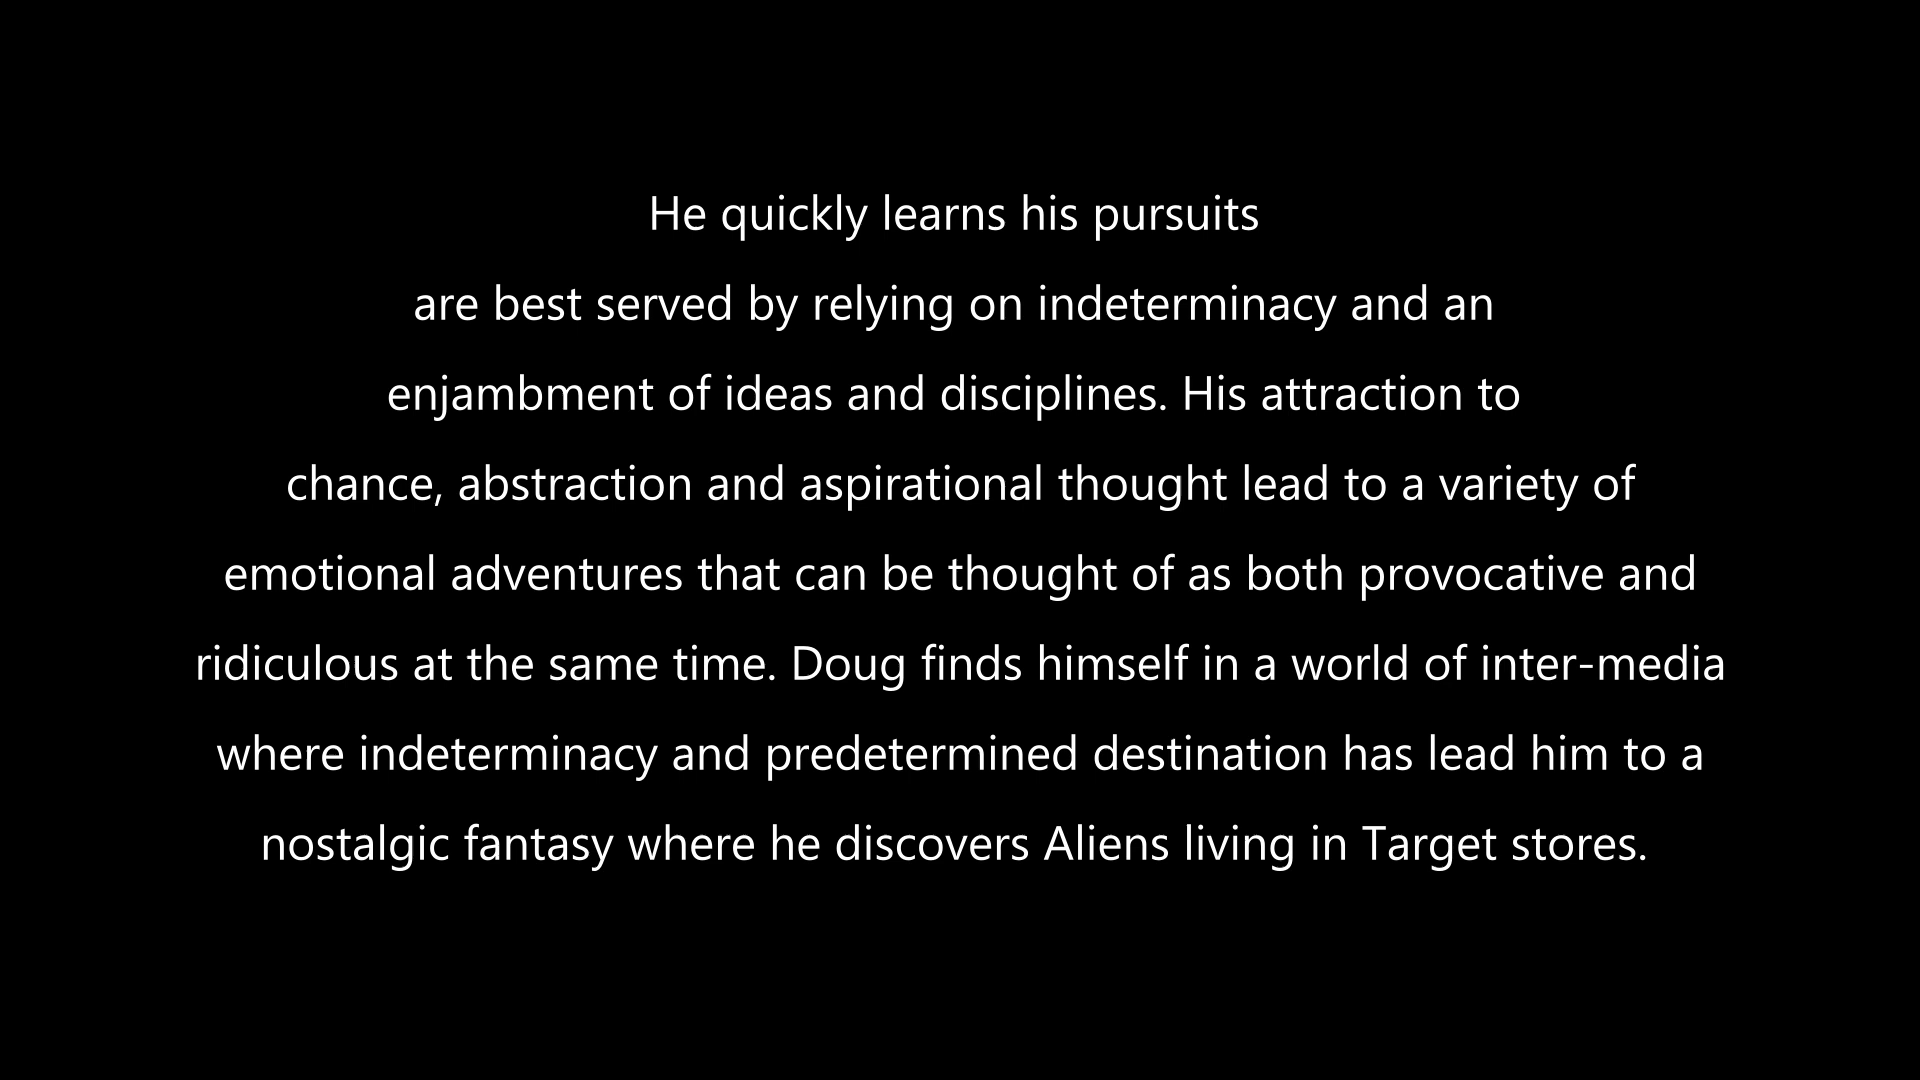 He quickly learns his pursuits
are best served by relying on indeterminacy and an
enjambment of ideas and disciplines. His attraction to
chance, abstraction and aspirational thought lead to a variety of
emotional adventures that can be thought of as both provocative and
ridiculous at the same time. Doug finds himself in a world of inter-media
where indeterminacy and predetermined destination has lead him to a
nostalgic fantasy where he discovers Aliens living in Target stores.